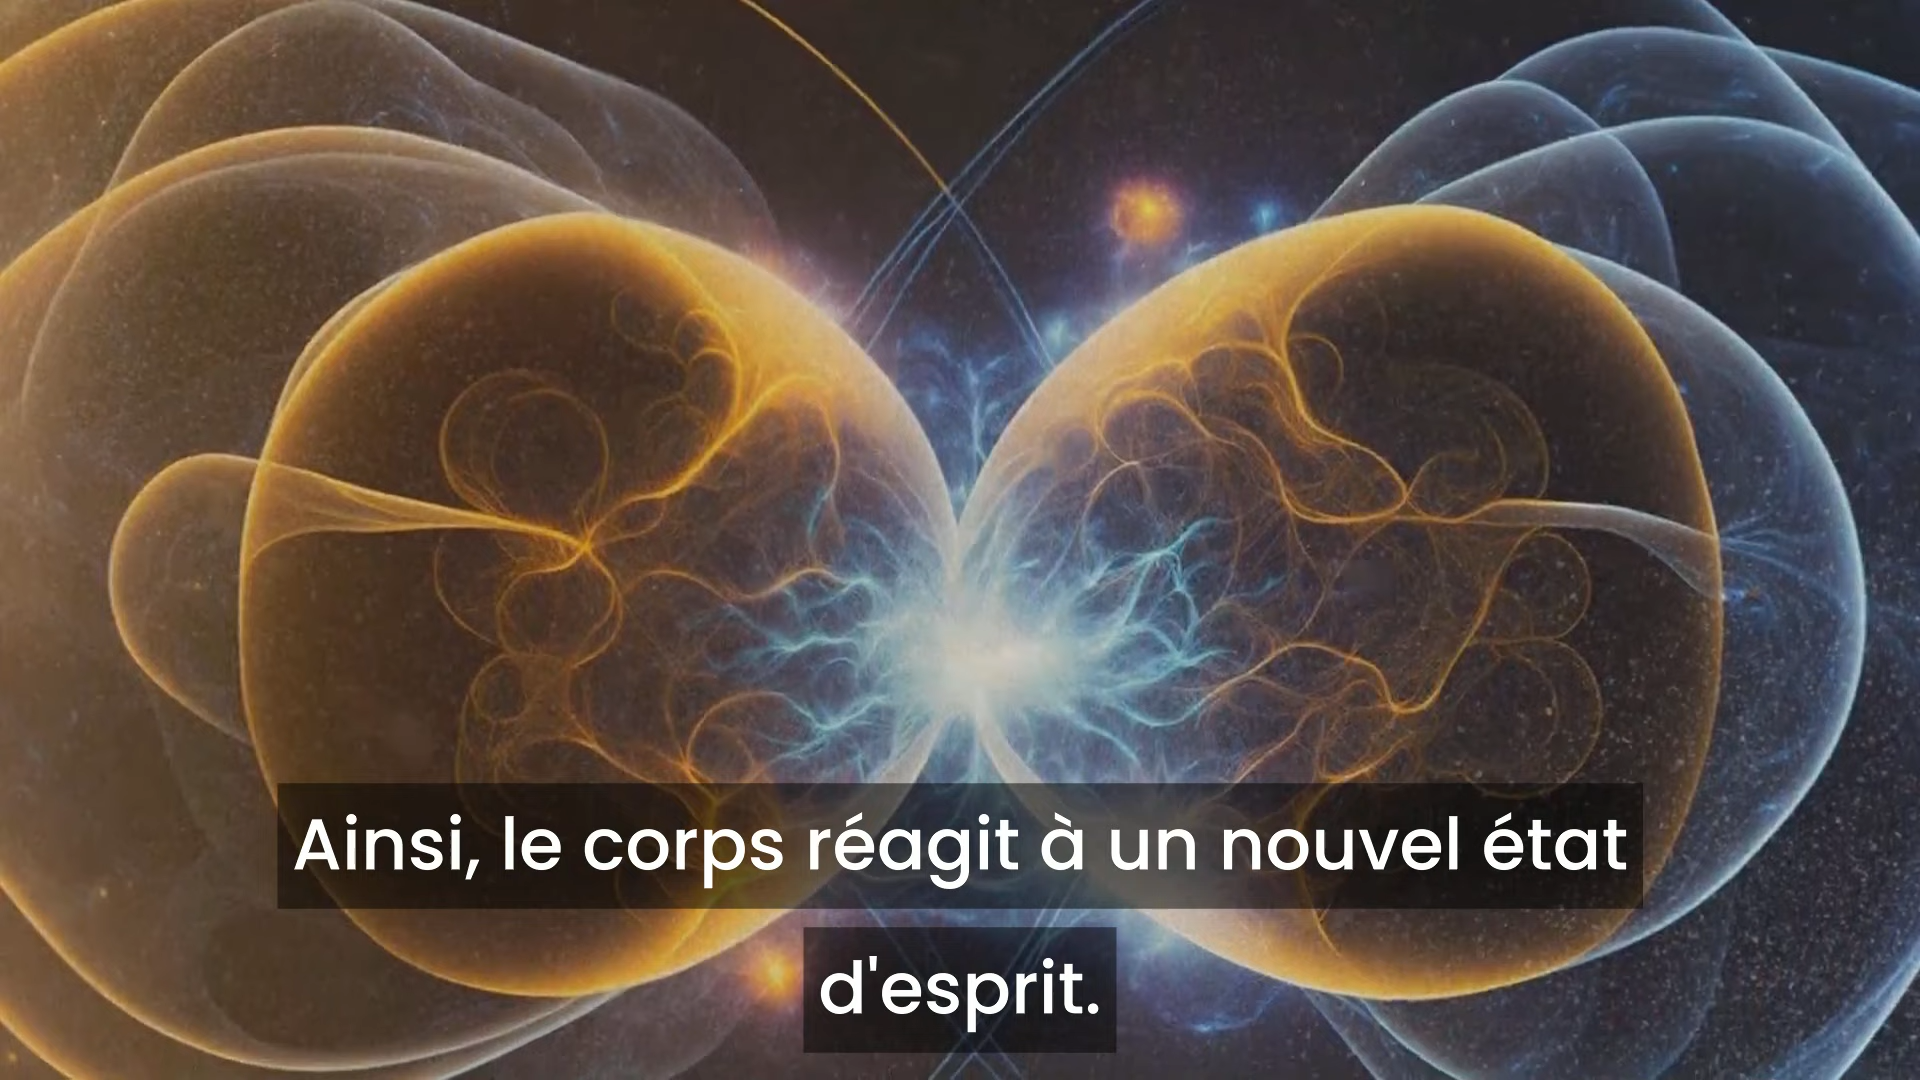 Ainsi, le corps réagit à un nouvel état
d'esprit.